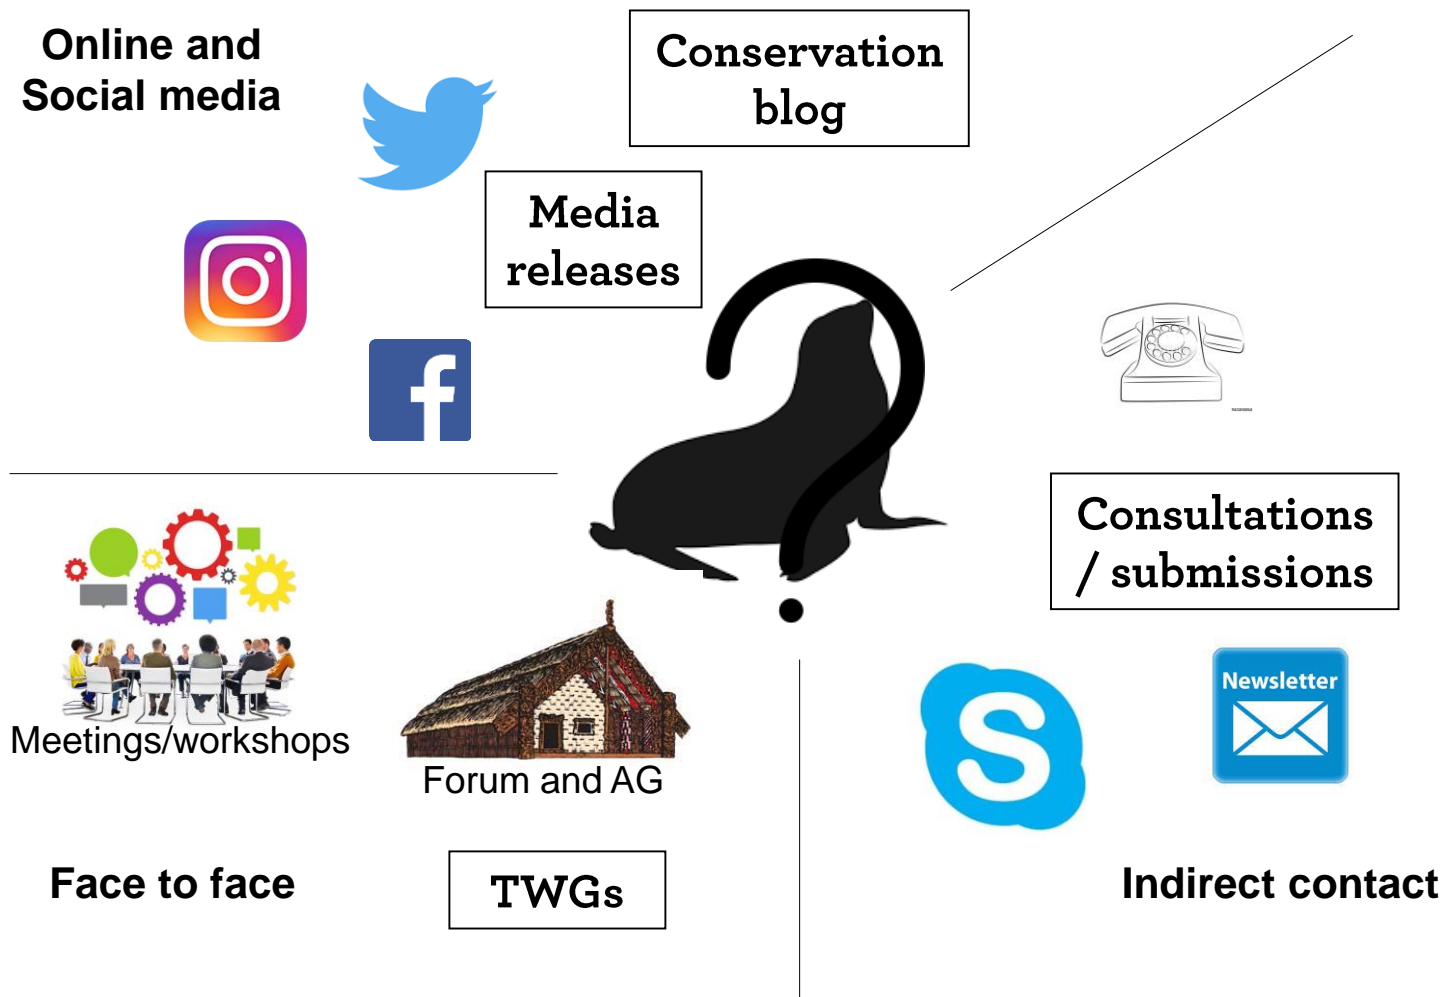 Online and
Social media
Conservation
blog
Media
releases
Consultations
/ submissions
Newsletter
Meetings/workshops
Forum and AG
Face to face
TWGs
Indirect contact